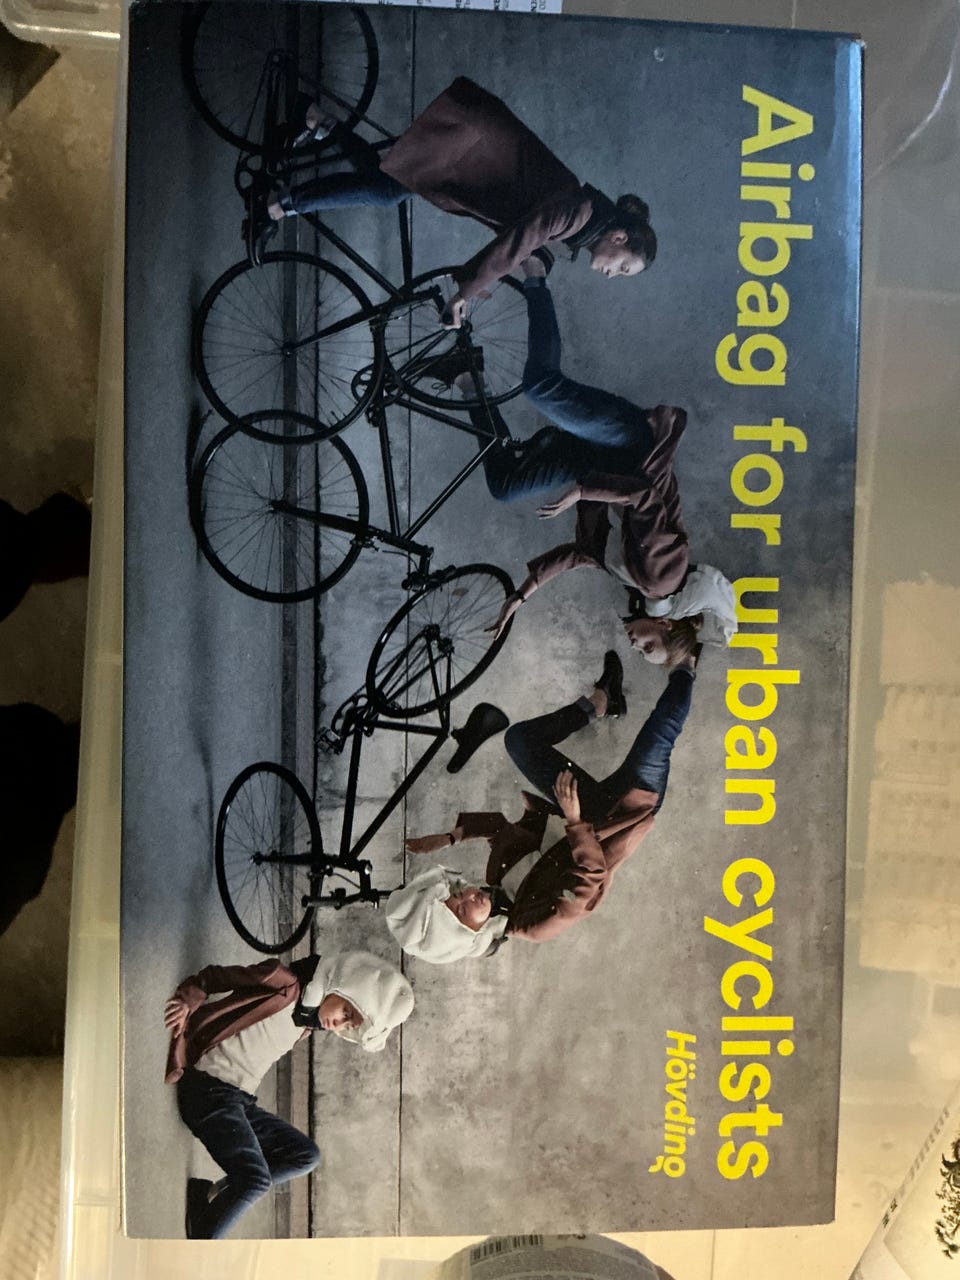 Airbag for urban cyclists
Hövding